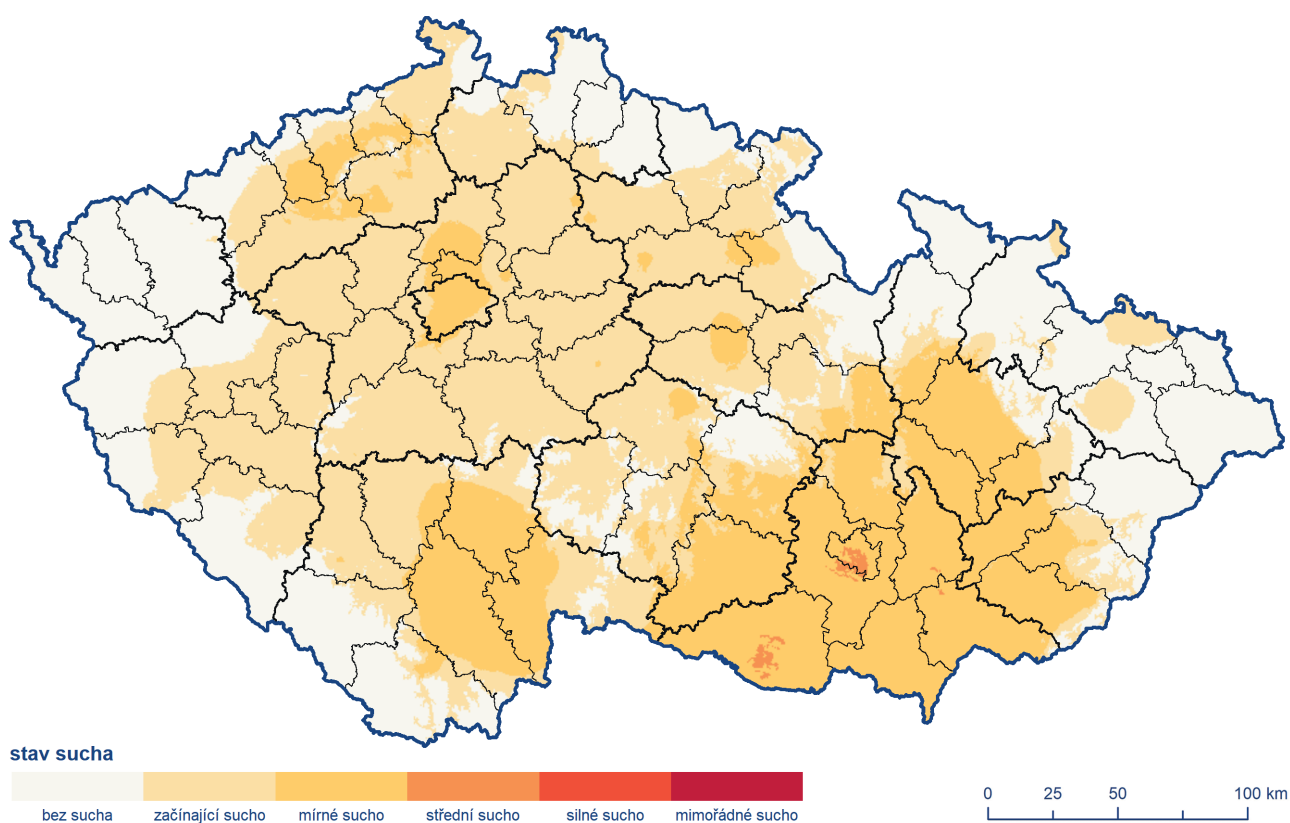 stav sucha
bez sucha začínající sucho mírné sucho střední sucho silné sucho mimořádné sucho
0 25 50 100 km